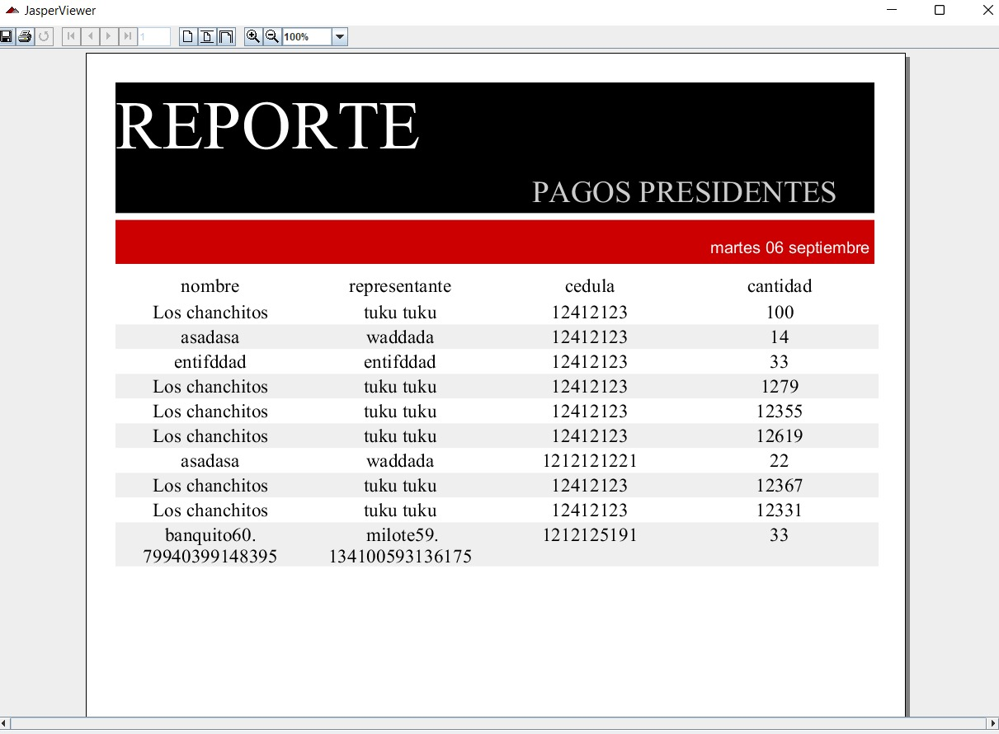 JasperViewer
1
100%
REPORTE
PAGOS PRESIDENTES
martes 06 septiembre
nombre representante cedula cantidad
Los chanchitos tuku tuku 12412123 100
asadasa waddada 12412123 14
entifddad entifddad 12412123 33
Los chanchitos tuku tuku 12412123 1279
Los chanchitos tuku tuku 12412123 12355
Los chanchitos tuku tuku 12412123 12619
asadasa waddada 1212121221 22
Los chanchitos tuku tuku 12412123 12367
Los chanchitos tuku tuku 12412123 12331
banquito60. milote59. 1212125191 33
79940399148395 134100593136175